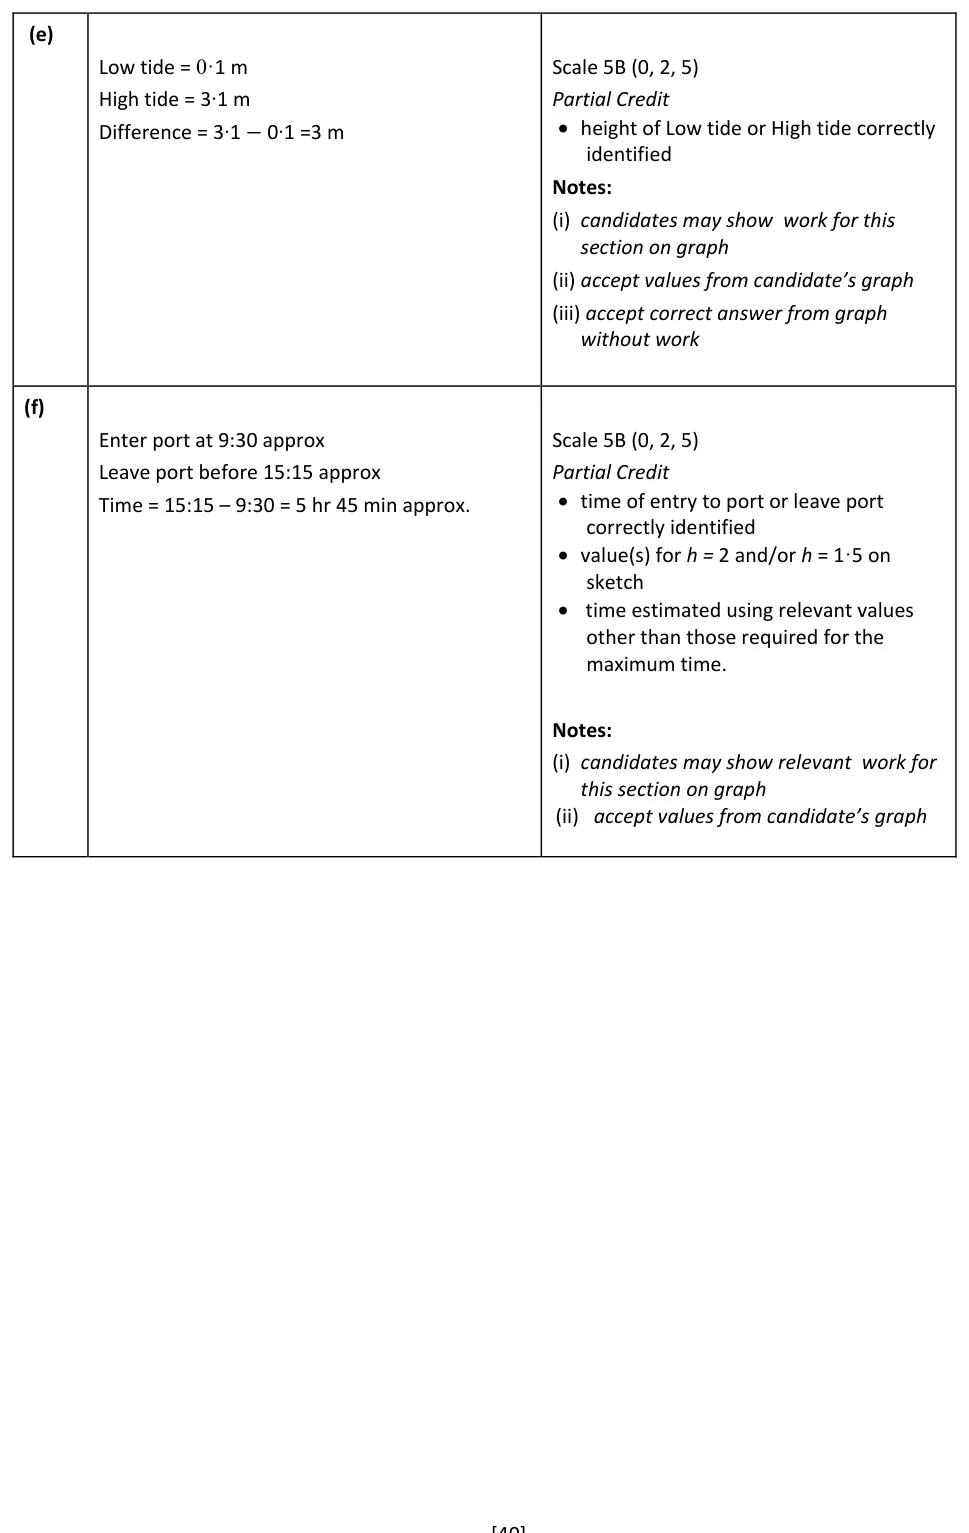 (e)
Low tide = 0·1 m
High tide = 3·1 m
Difference = 3·1 — 0·1 =3 m
Scale 5B (0, 2, 5)
Partial Credit
• height of Low tide or High tide correctly
identified
Notes:
(i) candidates may show work for this
section on graph
(ii) accept values from candidate’s graph
(iii) accept correct answer from graph
without work
(f)
Enter port at 9:30 approx
Leave port before 15:15 approx
Time = 15:15 – 9:30 = 5 hr 45 min approx.
Scale 5B (0, 2, 5)
Partial Credit
• time of entry to port or leave port
correctly identified
• value(s) for h = 2 and/or h = 1·5 on
sketch
• time estimated using relevant values
other than those required for the
maximum time.
Notes:
(i) candidates may show relevant work for
this section on graph
(ii) accept values from candidate’s graph